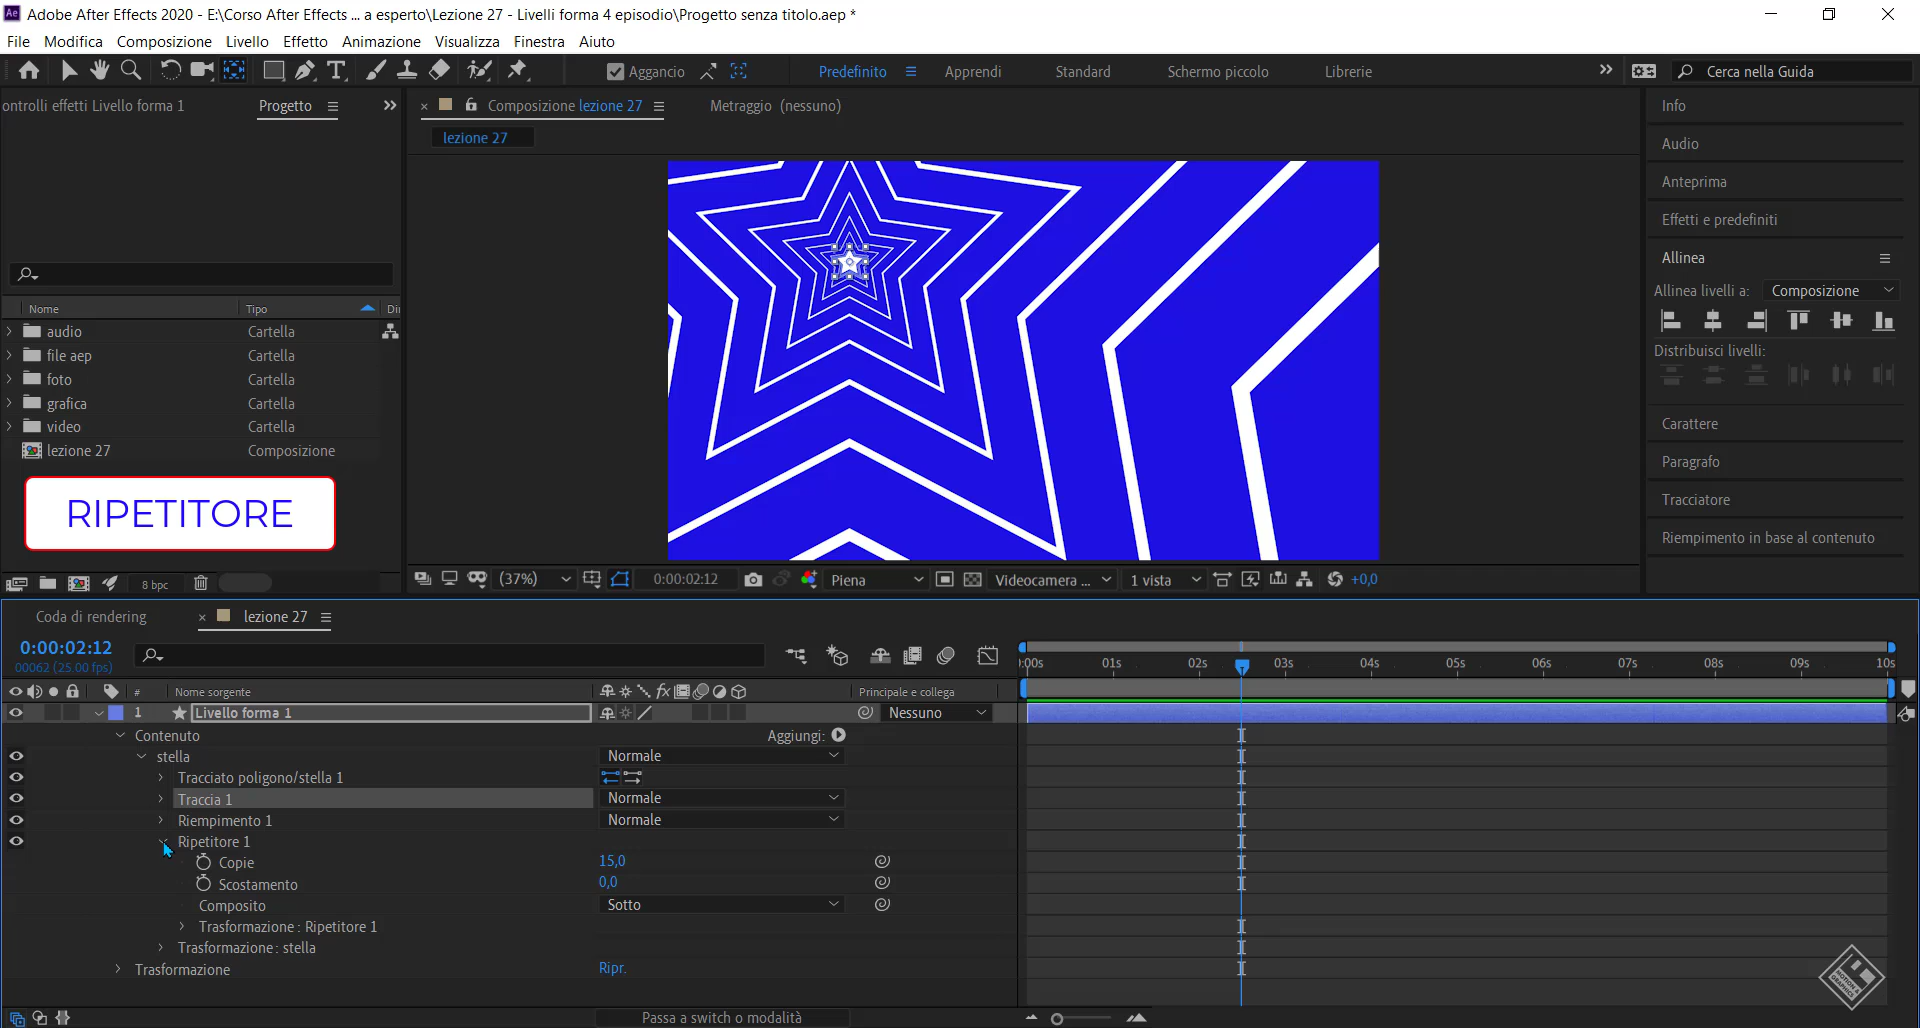 Adobe After Effects 2020 - E:\Corso After Effects ... a esperto\Lezione 27 - Livelli forma 4 episodio\Progetto senza titolo.aep *
File Modifica Composizione Livello Effetto Animazione Visualizza Finestra Aiuto
Aggancio Predefinito Apprendi Standard Schermo piccolo Librerie Cerca nella Guida
ontrolli effetti Livello forma 1 Progetto
Composizione lezione 27 Metraggio (nessuno)
lezione 27
Nome Tipo Dir
audio Cartella
file aep Cartella
foto Cartella
grafica Cartella
video Cartella
lezione 27 Composizione
RIPETITORE
8 bpc
(37%) 0:00:02:12 Piena Videocamera ... 1 vista +0,0
Info
Audio
Anteprima
Effetti e predefiniti
Allinea
Allinea livelli a: Composizione
Distribuisci livelli:
Carattere
Paragrafo
Tracciatore
Riempimento in base al contenuto
Coda di rendering lezione 27
0:00:02:12
00062 (25.00 fps)
):00s 01s 02s 03s 04s 05s 06s 07s 08s 09s 10s
# Nome sorgente fx Principale e collega
1 Livello forma 1 Nessuno
Contenuto Aggiungi:
stella Normale
Tracciato poligono/stella 1
Traccia 1 Normale
Riempimento 1 Normale
Ripetitore 1
Copie 15,0
Scostamento 0,0
Composito Sotto
Trasformazione : Ripetitore 1
Trasformazione : stella
Trasformazione Ripr.
Passa a switch o modalità